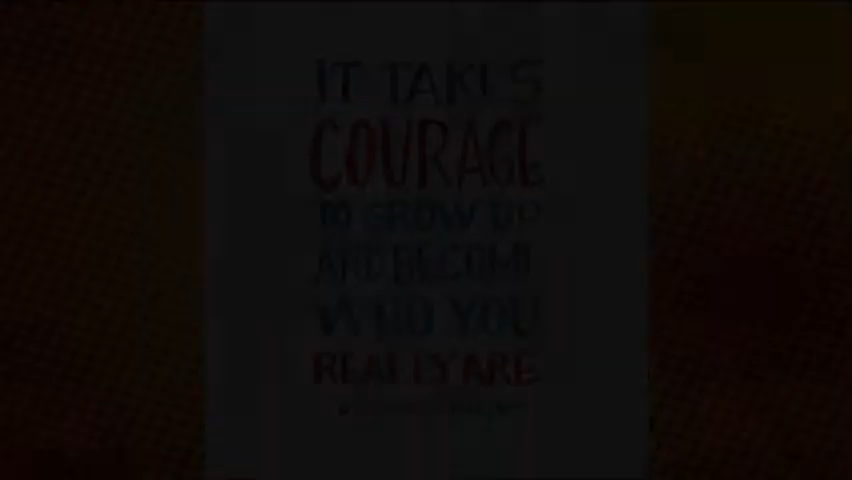 IT TAKES
COURAGE
TO GROW UP
AND BECOME
WHO YOU
REALLY ARE